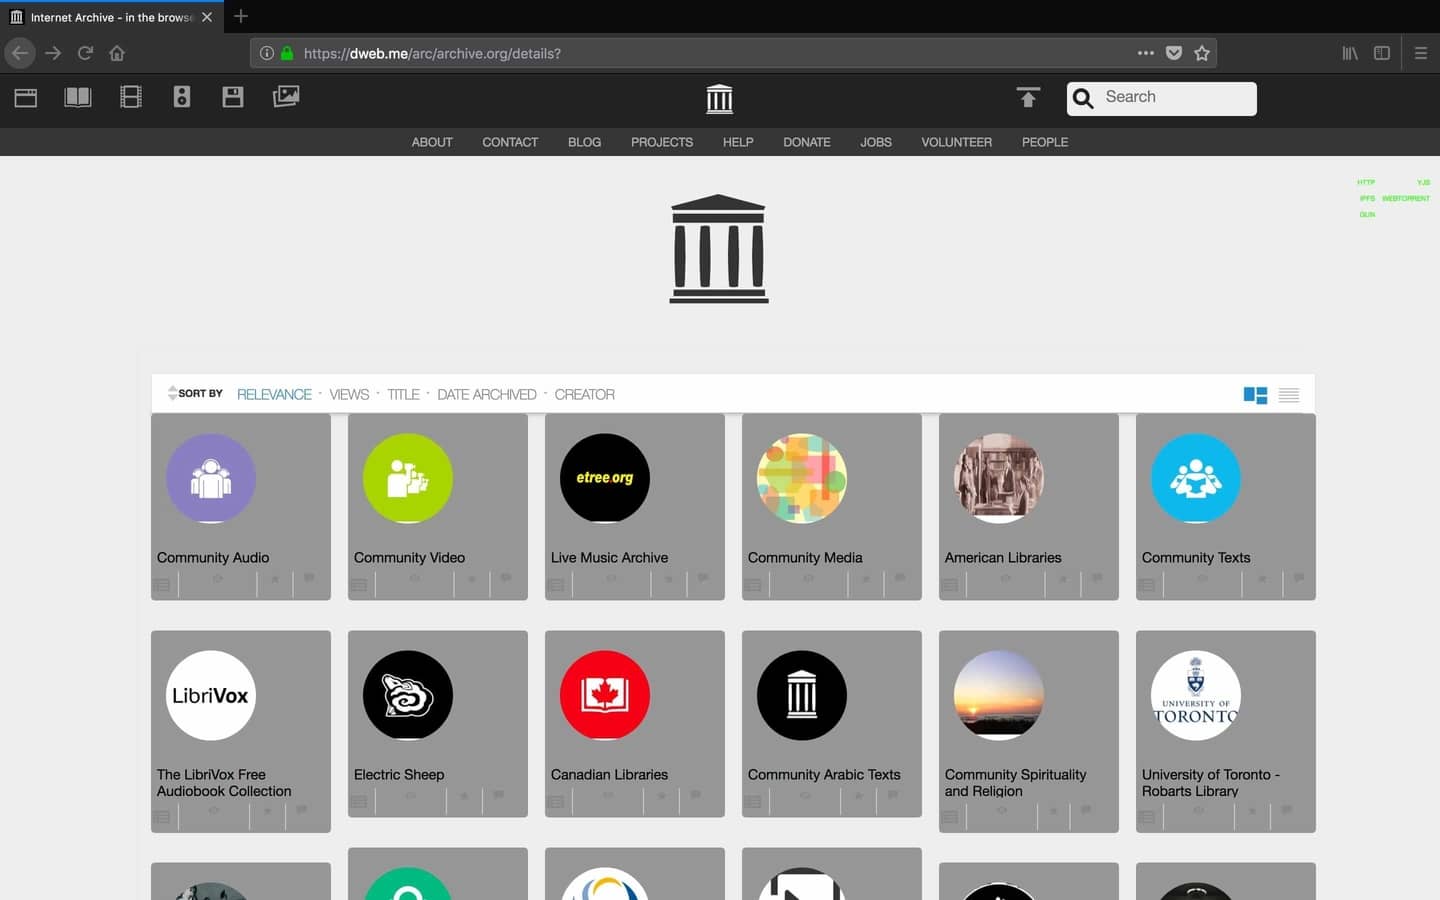 Internet Archive - in the browse
https://dweb.me/arc/archive.org/details?
Search
ABOUT CONTACT BLOG PROJECTS HELP DONATE JOBS VOLUNTEER PEOPLE
HTTP YJS
IPFS WEBTORRENT
GUN
SORT BY RELEVANCE · VIEWS · TITLE · DATE ARCHIVED · CREATOR
etree.org
Community Audio
Community Video
Live Music Archive
Community Media
American Libraries
Community Texts
LibriVox
UNIVERSITY OF
TORONTO
The LibriVox Free
Audiobook Collection
Electric Sheep
Canadian Libraries
Community Arabic Texts
Community Spirituality
and Religion
University of Toronto -
Robarts Library